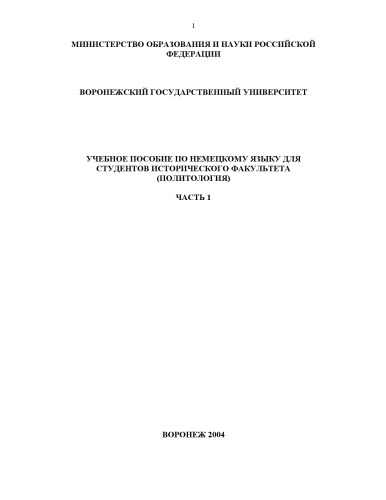 1
МИНИСТЕРСТВО ОБРАЗОВАНИЯ И НАУКИ РОССИЙСКОЙ
ФЕДЕРАЦИИ
ВОРОНЕЖСКИЙ ГОСУДАРСТВЕННЫЙ УНИВЕРСИТЕТ
УЧЕБНОЕ ПОСОБИЕ ПО НЕМЕЦКОМУ ЯЗЫКУ ДЛЯ
СТУДЕНТОВ ИСТОРИЧЕСКОГО ФАКУЛЬТЕТА
(ПОЛИТОЛОГИЯ)
ЧАСТЬ 1
ВОРОНЕЖ 2004